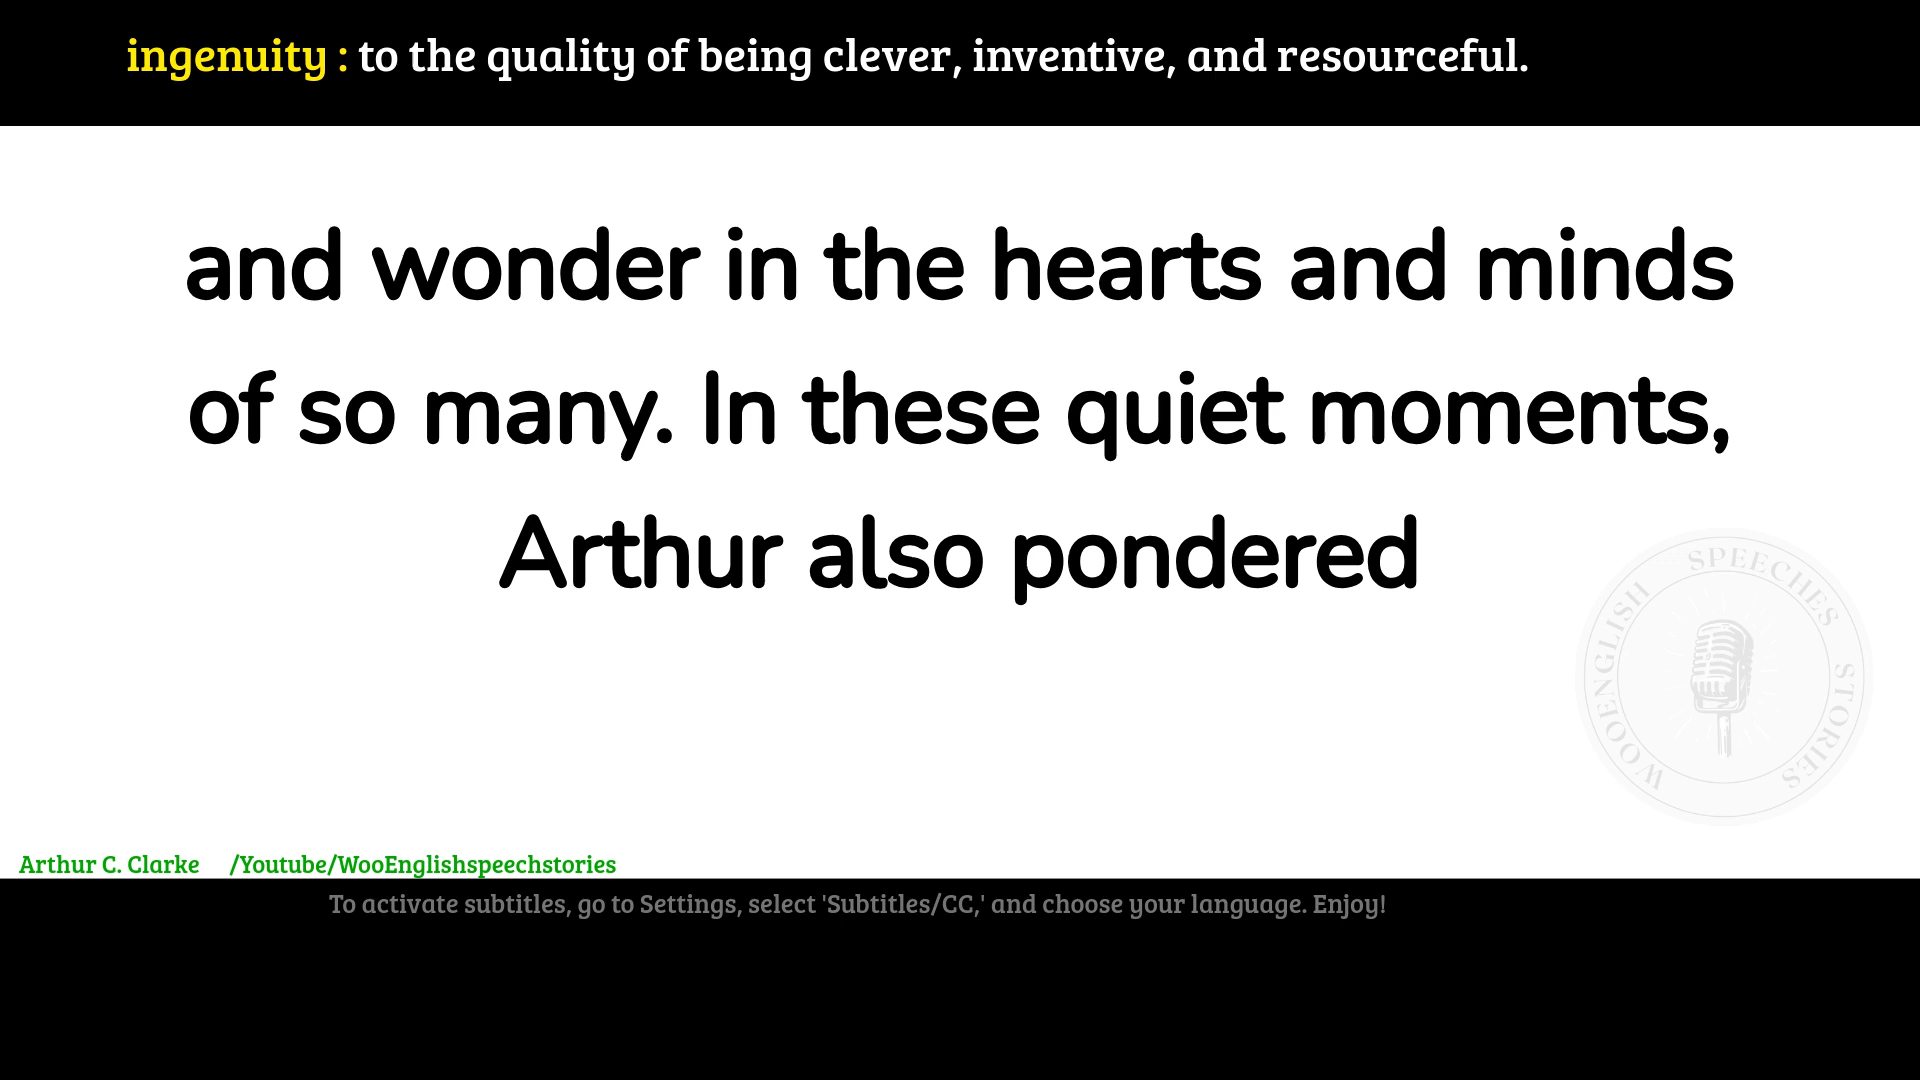 ingenuity : to the quality of being clever, inventive, and resourceful.
and wonder in the hearts and minds
of so many. In these quiet moments,
Arthur also pondered
WOOENGLISH SPEECHES STORIES
Arthur C. Clarke /Youtube/WooEnglishspeechstories
To activate subtitles, go to Settings, select 'Subtitles/CC,' and choose your language. Enjoy!